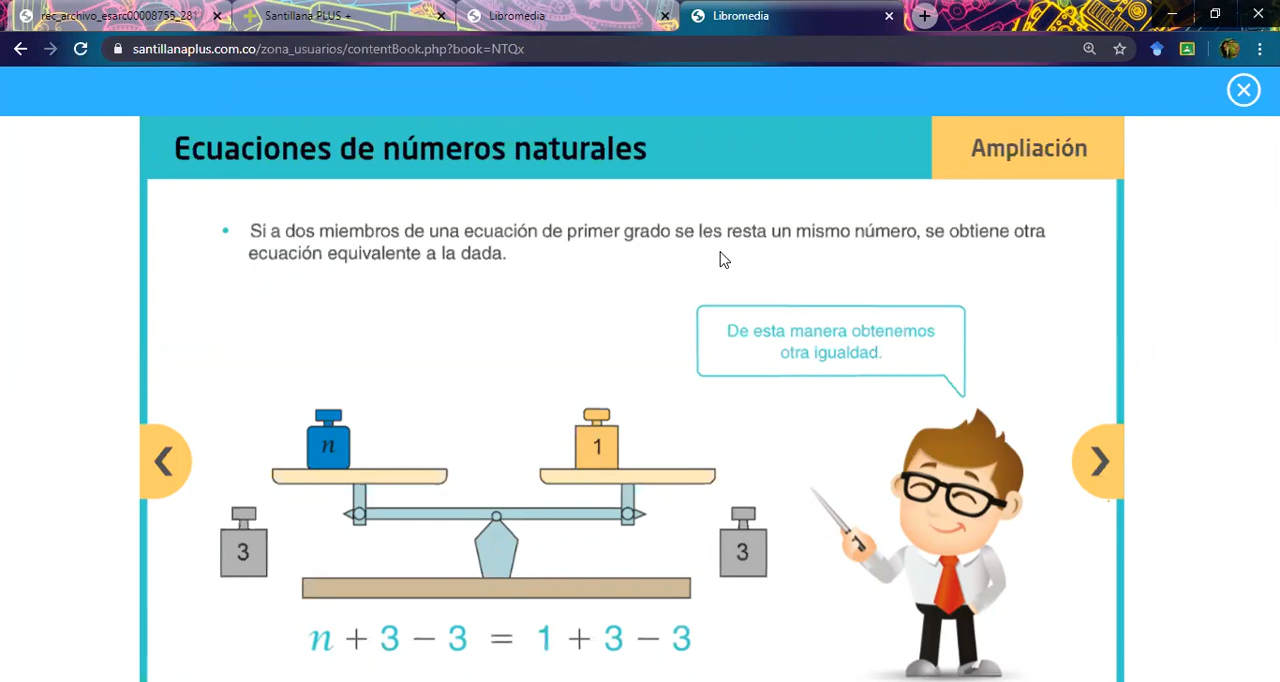 rec_archivo_esarc00008755_281
Santillana PLUS +
Libromedia
Libromedia
santillanaplus.com.co/zona_usuarios/contentBook.php?book=NTQx
Ecuaciones de números naturales
Ampliación
• Si a dos miembros de una ecuación de primer grado se les resta un mismo número, se obtiene otra
ecuación equivalente a la dada.
De esta manera obtenemos
otra igualdad.
n
1
3
3
n + 3 − 3 = 1 + 3 − 3